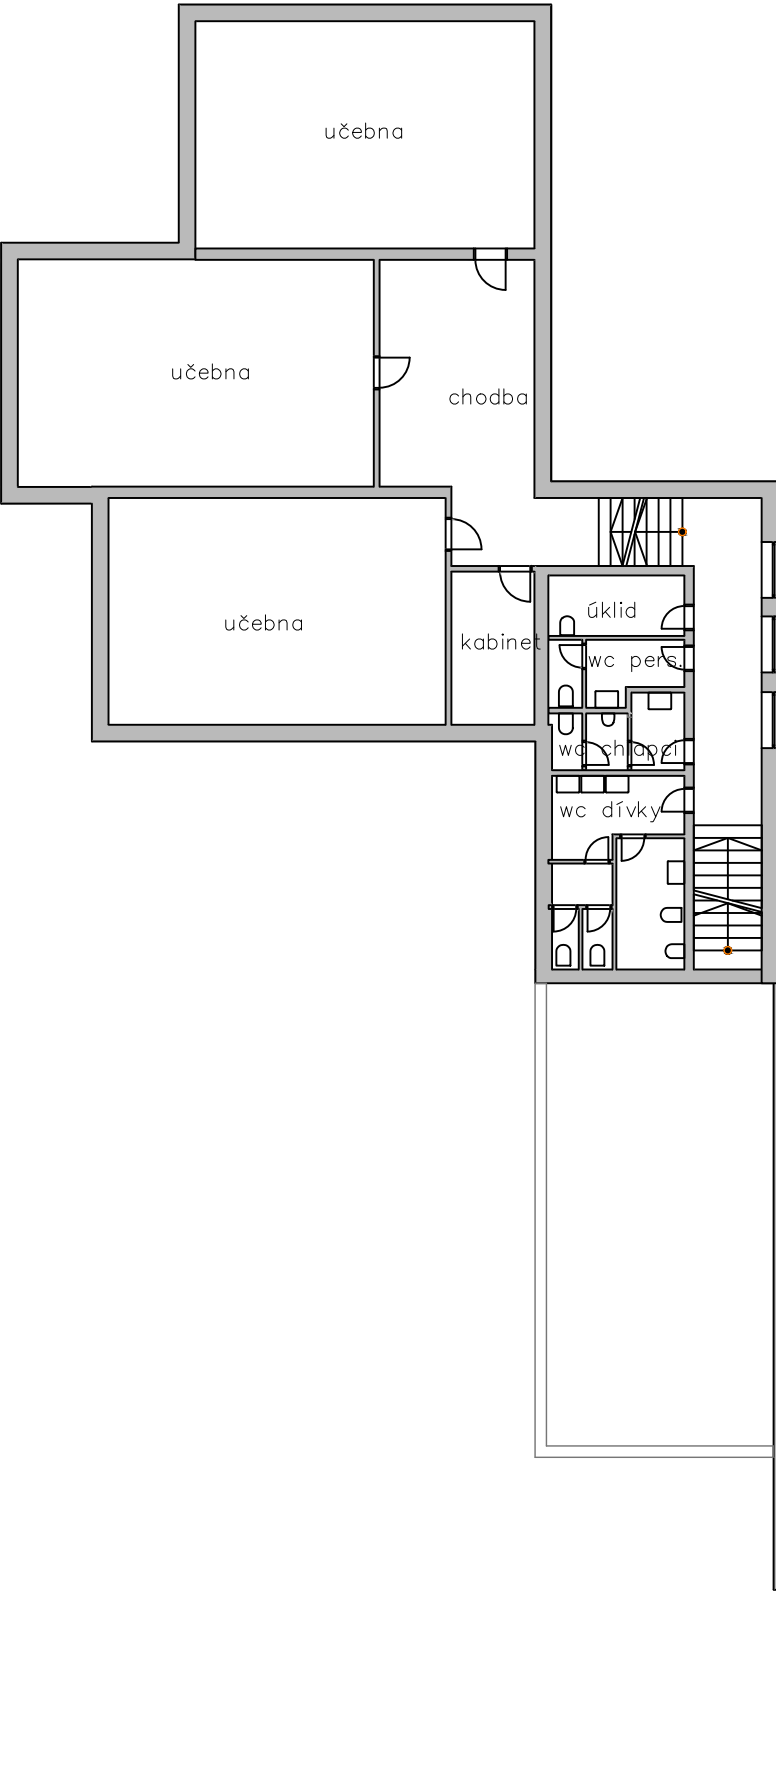 učebna
učebna
chodba
úklid
učebna
kabinet
wc pers.
wc chlapci
wc dívky